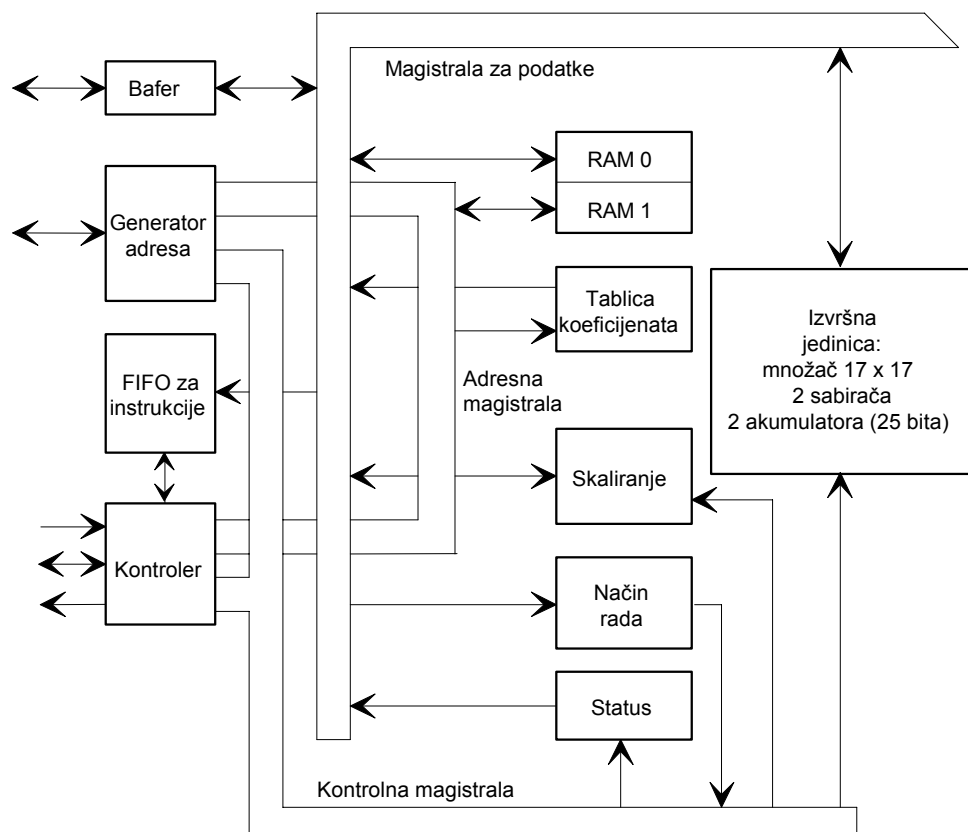 Magistrala za podatke
Bafer
RAM 0
RAM 1
Generator
adresa
Tablica
koeficijenata
Izvršna
jedinica:
množač 17 x 17
2 sabirača
2 akumulatora (25 bita)
FIFO za
instrukcije
Adresna
magistrala
Skaliranje
Kontroler
Način
rada
Status
Kontrolna magistrala